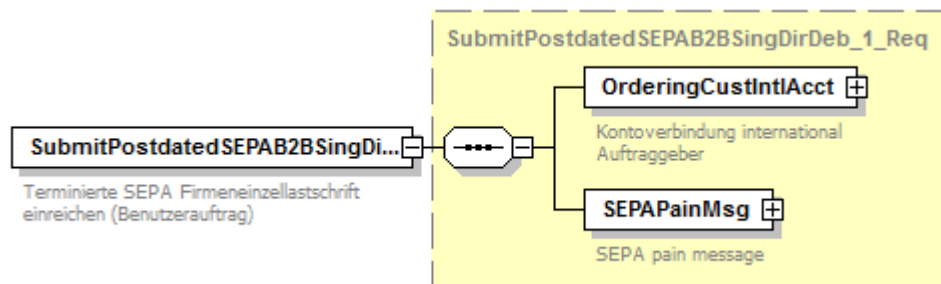 SubmitPostdatedSEPAB2BSingDirDeb_1_Req
OrderingCustIntlAcct
Kontoverbindung international
Auftraggeber
SubmitPostdatedSEPAB2BSingDi...
Terminierte SEPA Firmeneinzellastschrift
einreichen (Benutzerauftrag)
SEPAPainMsg
SEPA pain message